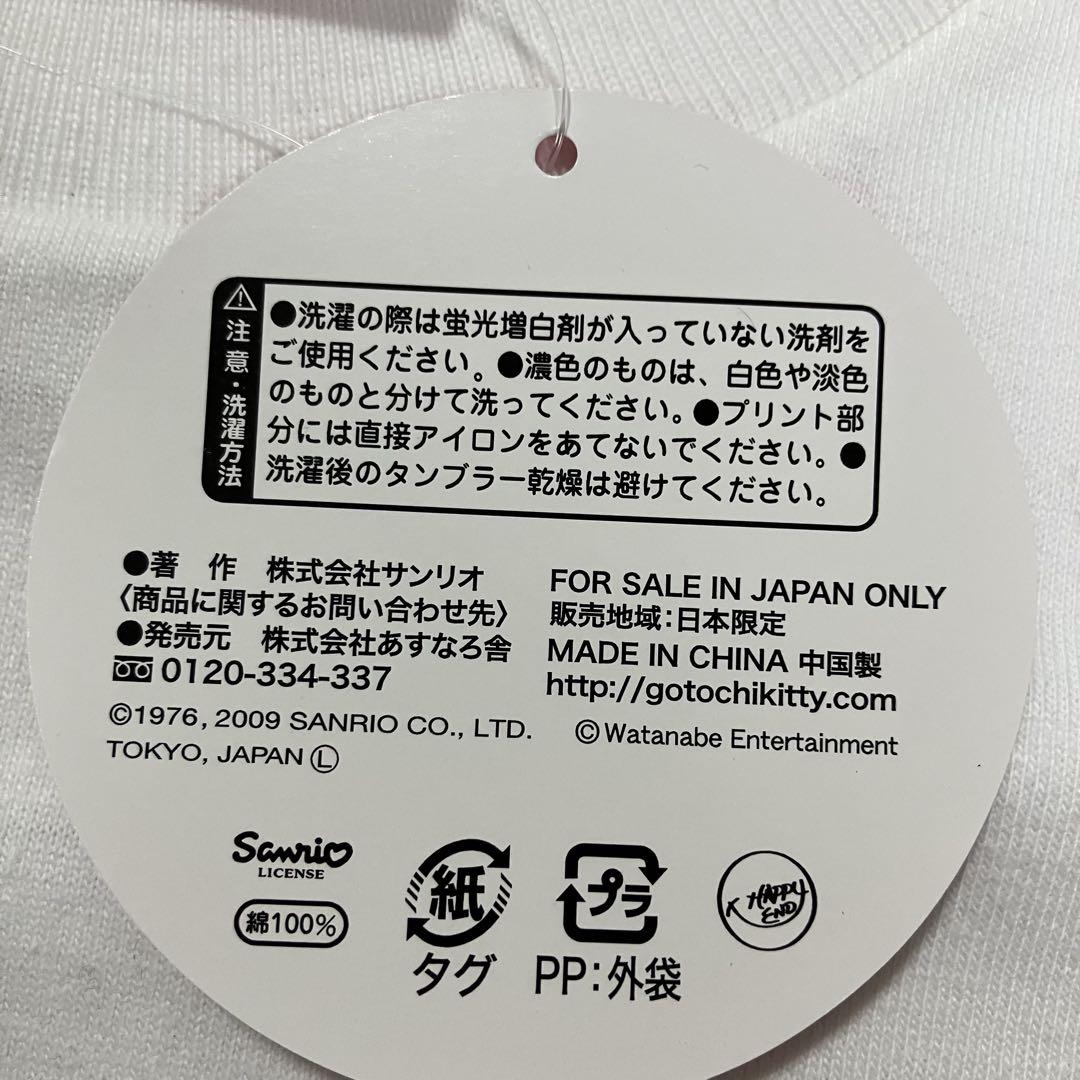 ⚠注意・洗濯方法
●洗濯の際は蛍光増白剤が入っていない洗剤を
ご使用ください。●濃色のものは、白色や淡色
のものと分けて洗ってください。●プリント部
分には直接アイロンをあてないでください。●
洗濯後のタンブラー乾燥は避けてください。
●著 作 株式会社サンリオ
〈商品に関するお問い合わせ先〉
●発売元 株式会社あすなろ舎
0120-334-337
©1976, 2009 SANRIO CO., LTD.
TOKYO, JAPAN Ⓛ
FOR SALE IN JAPAN ONLY
販売地域:日本限定
MADE IN CHINA 中国製
http://gotochikitty.com
©Watanabe Entertainment
Sanrio
LICENSE
綿100%
紙
タグ
プラ
PP:外袋
HAPPY
END